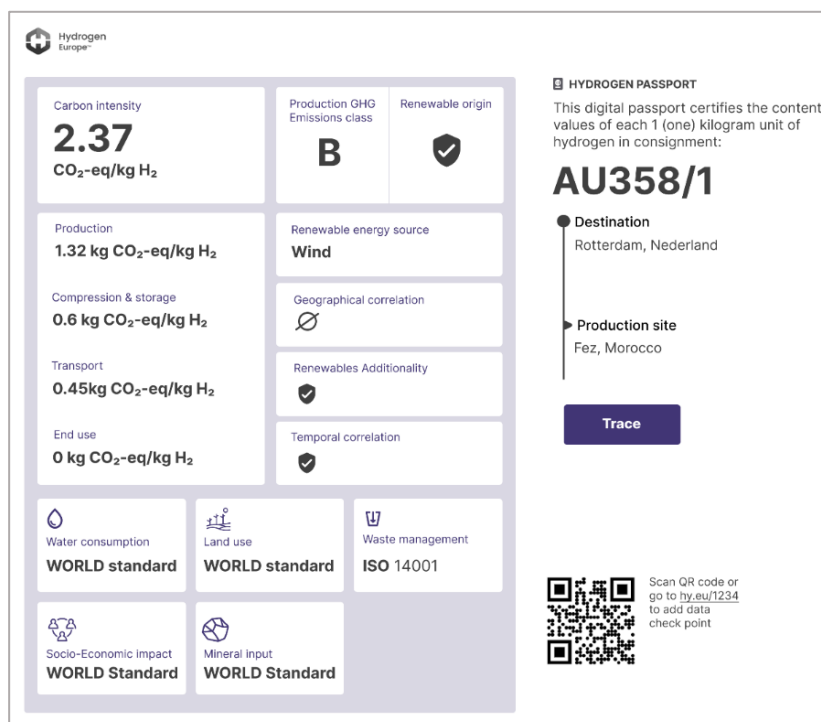 Hydrogen
Europe™
Carbon intensity
2.37
CO₂-eq/kg H₂
Production GHG
Emissions class
B
Renewable origin
Production
1.32 kg CO₂-eq/kg H₂
Compression & storage
0.6 kg CO₂-eq/kg H₂
Transport
0.45kg CO₂-eq/kg H₂
End use
0 kg CO₂-eq/kg H₂
Renewable energy source
Wind
Geographical correlation
Renewables Additionality
Temporal correlation
Water consumption
WORLD standard
Land use
WORLD standard
Waste management
ISO 14001
Socio-Economic impact
WORLD Standard
Mineral input
WORLD Standard
HYDROGEN PASSPORT
This digital passport certifies the content
values of each 1 (one) kilogram unit of
hydrogen in consignment:
AU358/1
Destination
Rotterdam, Nederland
Production site
Fez, Morocco
Trace
Scan QR code or
go to hy.eu/1234
to add data
check point